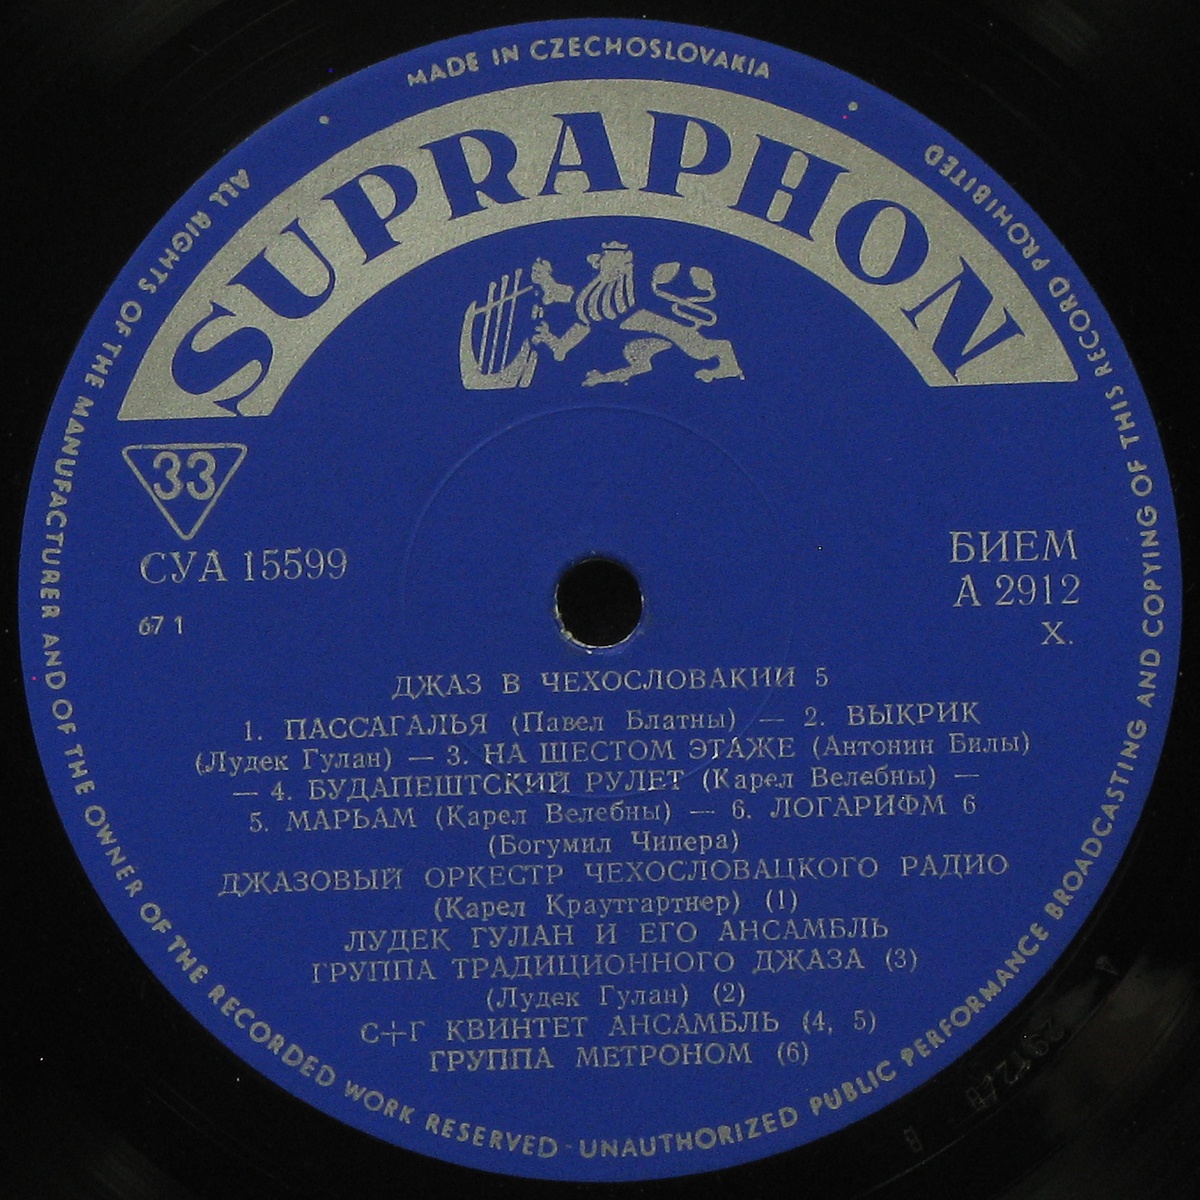 MADE IN CZECHOSLOVAKIA
ALL RIGHTS OF THE MANUFACTURER AND OF THE OWNER OF THE RECORDED WORK RESERVED - UNAUTHORIZED PUBLIC PERFORMANCE BROADCASTING AND COPYING OF THIS RECORD PROHIBITED
SUPRAPHON
33
СУА 15599
67 1
БИЕМ
А 2912
X.
ДЖАЗ В ЧЕХОСЛОВАКИИ 5
1. ПАССАГАЛЬЯ (Павел Блатны) — 2. ВЫКРИК
(Лудек Гулан) — 3. НА ШЕСТОМ ЭТАЖЕ (Антонин Билы)
— 4. БУДАПЕШТСКИЙ РУЛЕТ (Карел Велебны) —
5. МАРЬАМ (Карел Велебны) — 6. ЛОГАРИФМ 6
(Богумил Чипера)
ДЖАЗОВЫЙ ОРКЕСТР ЧЕХОСЛОВАЦКОГО РАДИО
(Карел Краутгартнер) (1)
ЛУДЕК ГУЛАН И ЕГО АНСАМБЛЬ
ГРУППА ТРАДИЦИОННОГО ДЖАЗА (3)
(Лудек Гулан) (2)
С+Г КВИНТЕТ АНСАМБЛЬ (4, 5)
ГРУППА МЕТРОНОМ (6)